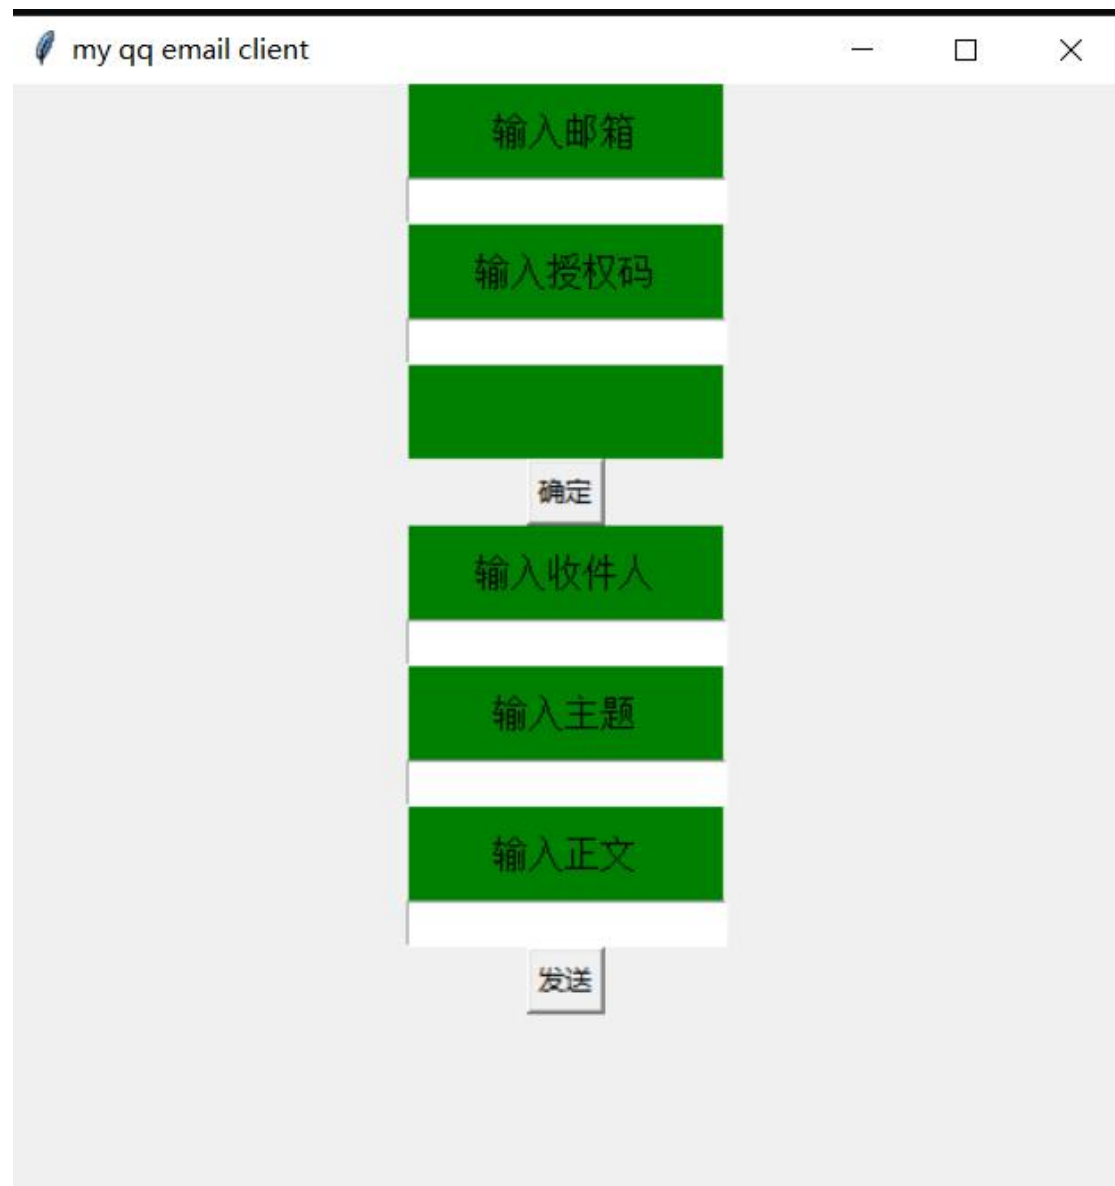 my qq email client
输入邮箱
输入授权码
确定
输入收件人
输入主题
输入正文
发送